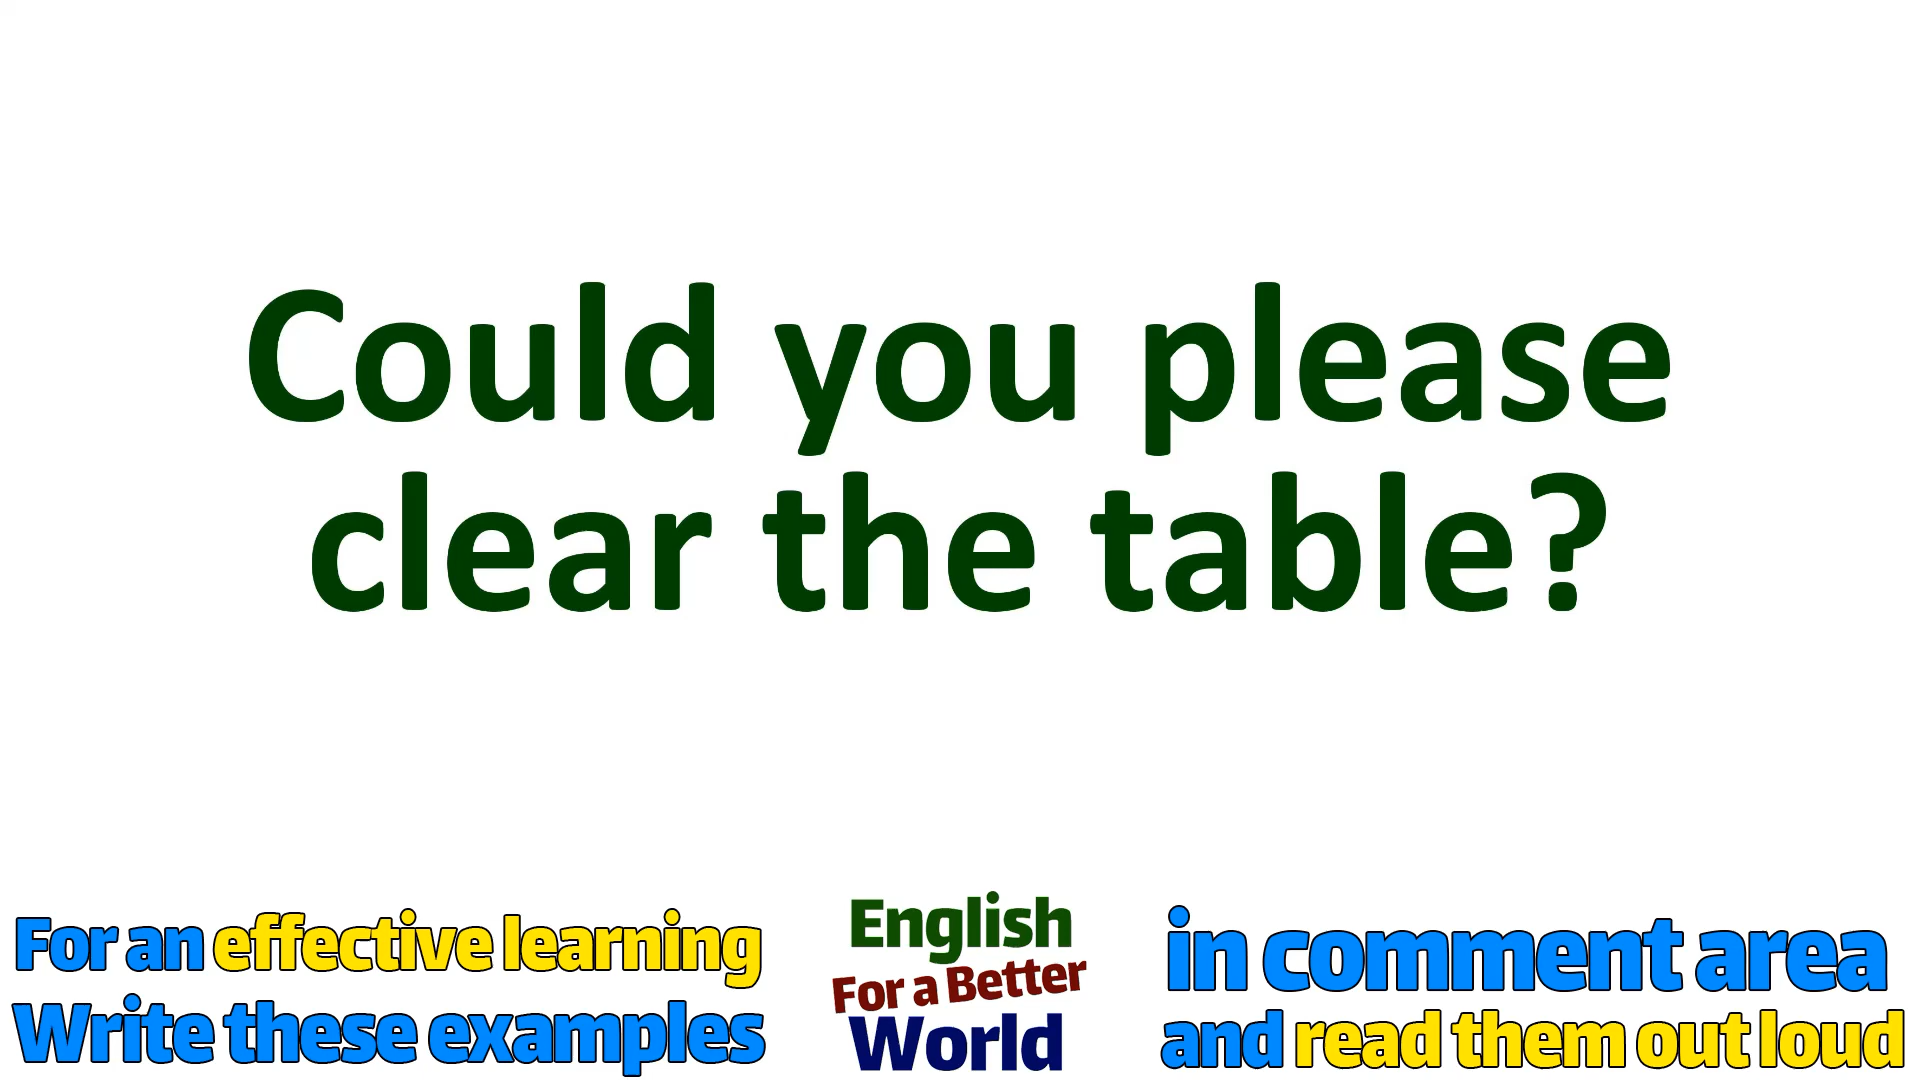 Could you please
clear the table?
For an effective learning
Write these examples
English
For a Better
World
in comment area
and read them out loud